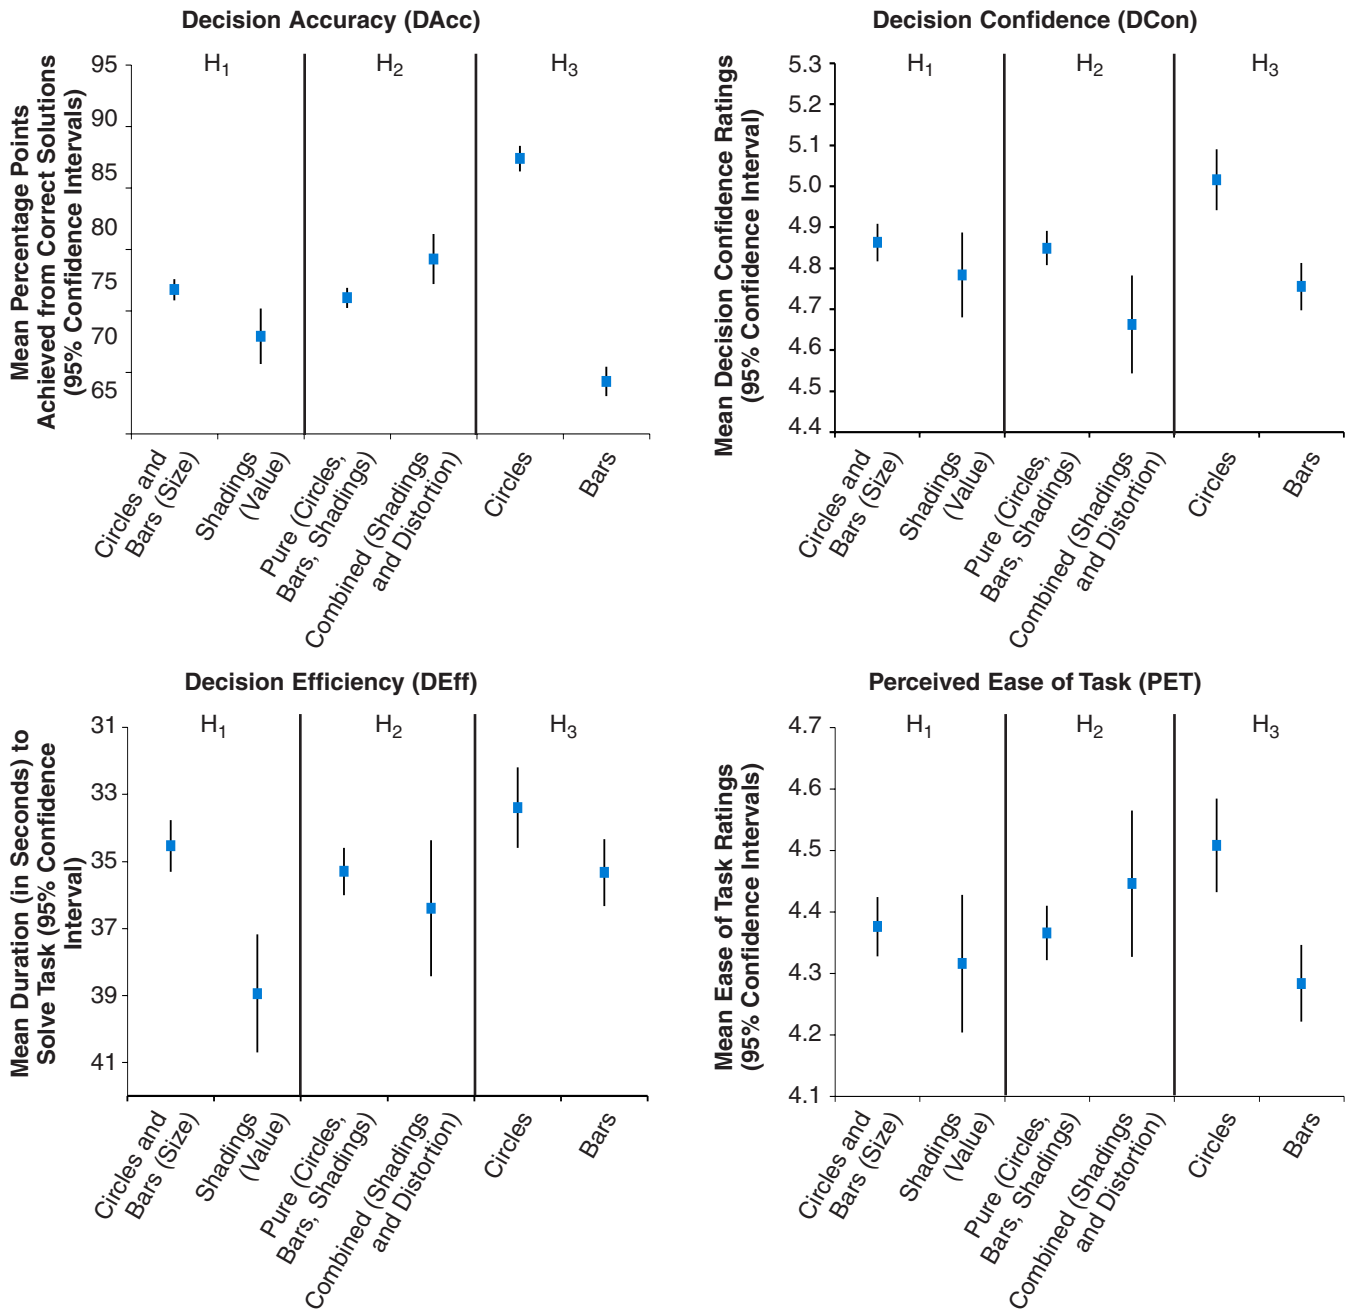 Decision Accuracy (DAcc)
Mean Percentage Points
Achieved from Correct Solutions
(95% Confidence Intervals)
95
90
85
80
75
70
65
H1
H2
H3
Circles and
Bars (Size)
Shadings
(Value)
Pure (Circles,
Bars, Shadings)
Combined (Shadings
and Distortion)
Circles
Bars
Decision Confidence (DCon)
Mean Decision Confidence Ratings
(95% Confidence Interval)
5.3
5.2
5.1
5.0
4.9
4.8
4.7
4.6
4.5
4.4
H1
H2
H3
Circles and
Bars (Size)
Shadings
(Value)
Pure (Circles,
Bars, Shadings)
Combined (Shadings
and Distortion)
Circles
Bars
Decision Efficiency (DEff)
Mean Duration (in Seconds) to
Solve Task (95% Confidence
Interval)
31
33
35
37
39
41
H1
H2
H3
Circles and
Bars (Size)
Shadings
(Value)
Pure (Circles,
Bars, Shadings)
Combined (Shadings
and Distortion)
Circles
Bars
Perceived Ease of Task (PET)
Mean Ease of Task Ratings
(95% Confidence Intervals)
4.7
4.6
4.5
4.4
4.3
4.2
4.1
H1
H2
H3
Circles and
Bars (Size)
Shadings
(Value)
Pure (Circles,
Bars, Shadings)
Combined (Shadings
and Distortion)
Circles
Bars